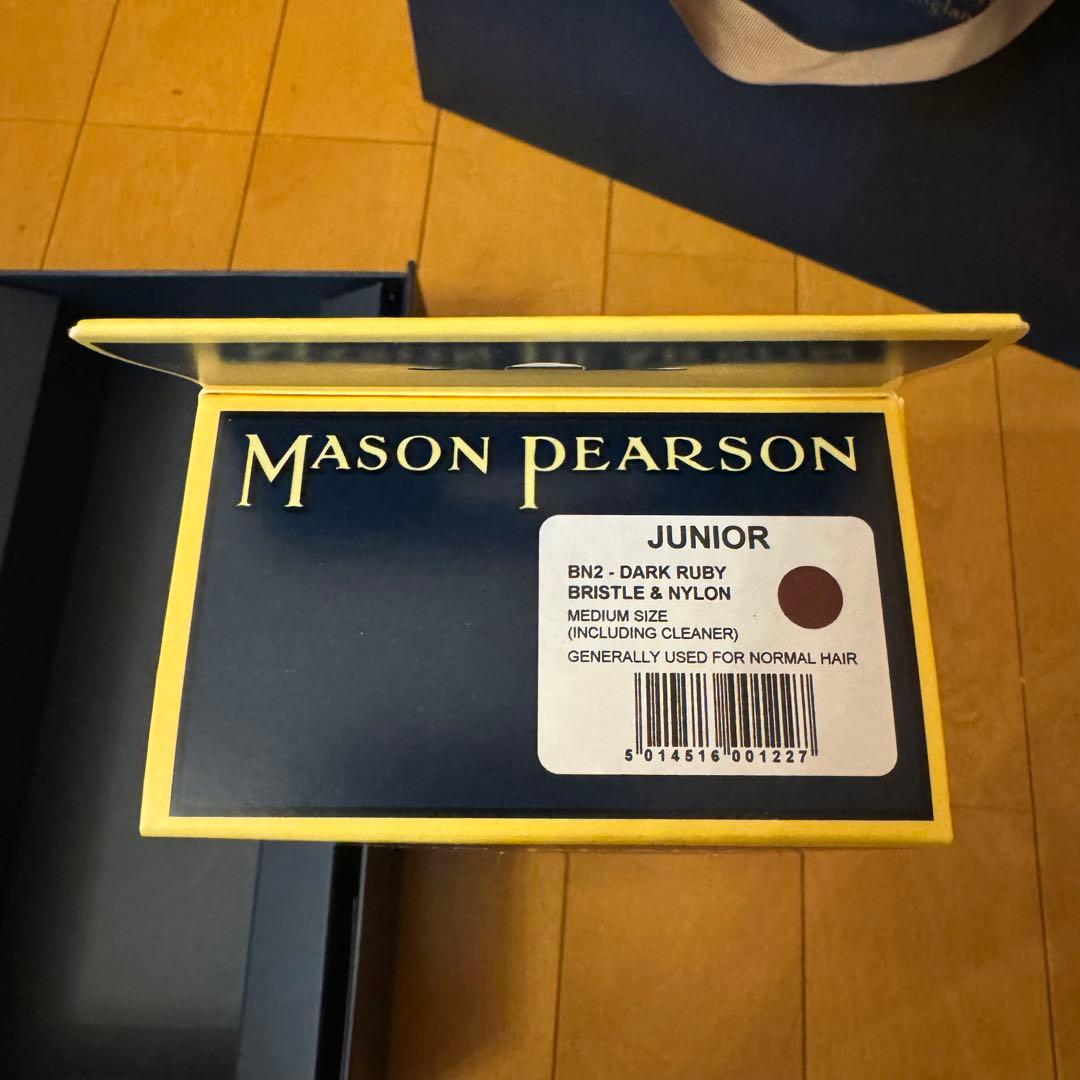 MASON PEARSON
JUNIOR
BN2 - DARK RUBY
BRISTLE & NYLON
MEDIUM SIZE
(INCLUDING CLEANER)
GENERALLY USED FOR NORMAL HAIR
5 014516 001227